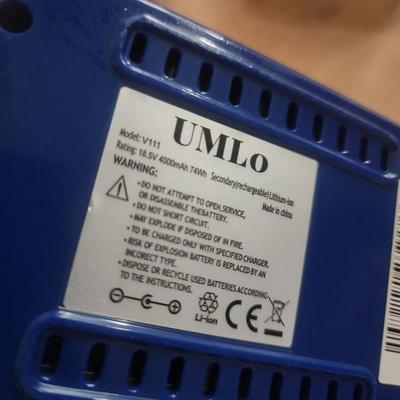 UMLo
Model: V111
Rating: 18.5V 4000mAh 74Wh Secondary(rechargeable)Lithium-ion
WARNING: Made in china
•DO NOT ATTEMPT TO OPEN,SERVICE,
OR DISASSEMBLE THEBATTERY.
•DO NOT SHORT CIRCUIT.
•MAY EXPLODE IF DISPOSED OF IN FIRE.
•TO BE CHARGED ONLY WITH SPECIFIED CHARGER.
•RISK OF EXPLOSION BATTERY IS REPLACED BY AN
INCORRECT TYPE.
•DISPOSE OR RECYCLE USED BATTERIES ACCORDING
TO THE INSTRUCTIONS.
Li-ion CE